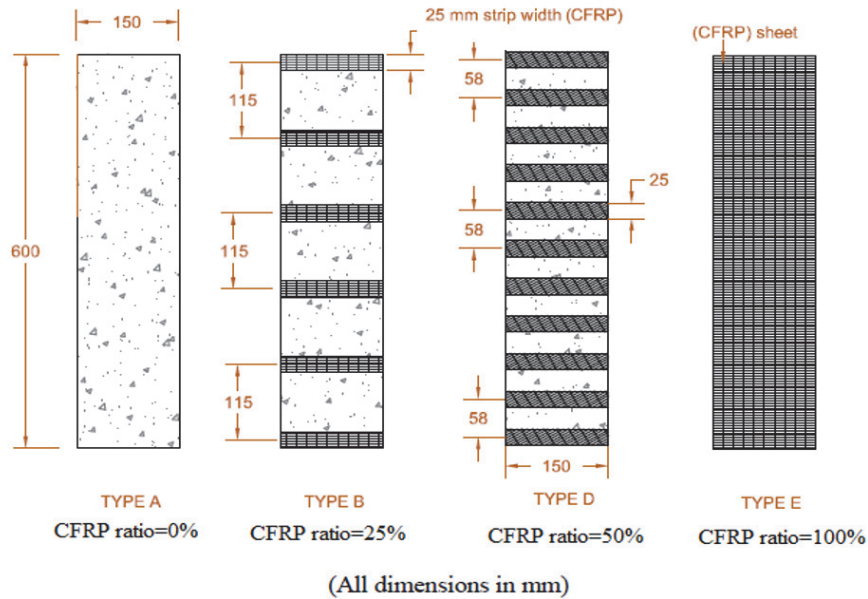 150
25 mm strip width (CFRP)
(CFRP) sheet
58
115
25
600
115
58
115
58
150
TYPE A
TYPE B
TYPE D
TYPE E
CFRP ratio=0%
CFRP ratio=25%
CFRP ratio=50%
CFRP ratio=100%
(All dimensions in mm)